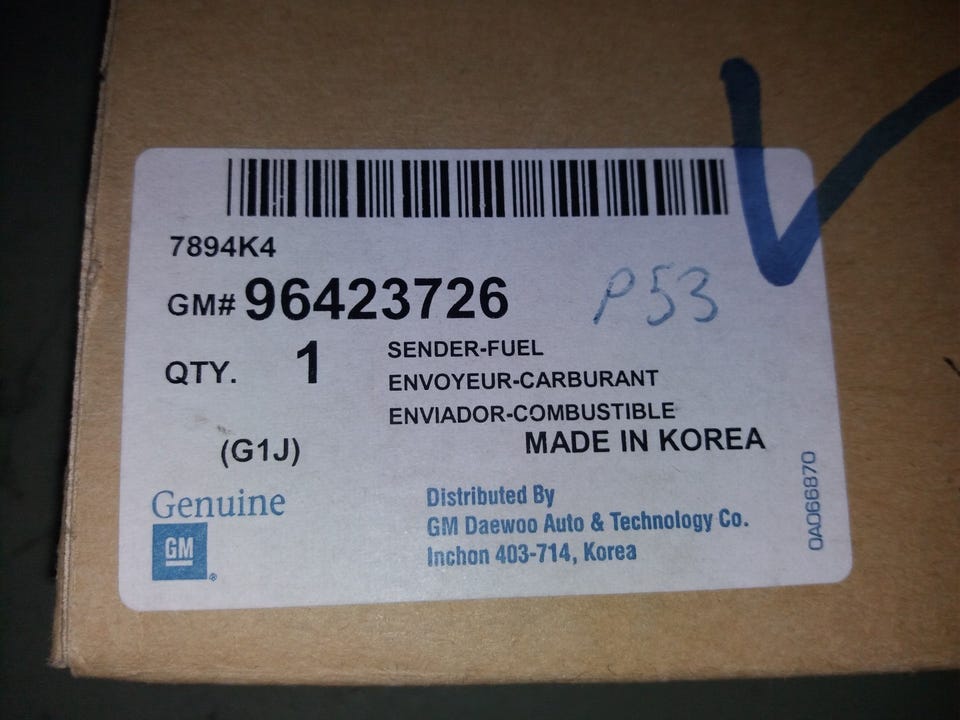 7894K4
GM# 96423726
P53
QTY. 1
SENDER-FUEL
ENVOYEUR-CARBURANT
ENVIADOR-COMBUSTIBLE
MADE IN KOREA
(G1J)
Genuine
GM ®
Distributed By
GM Daewoo Auto & Technology Co.
Inchon 403-714, Korea
0A066870